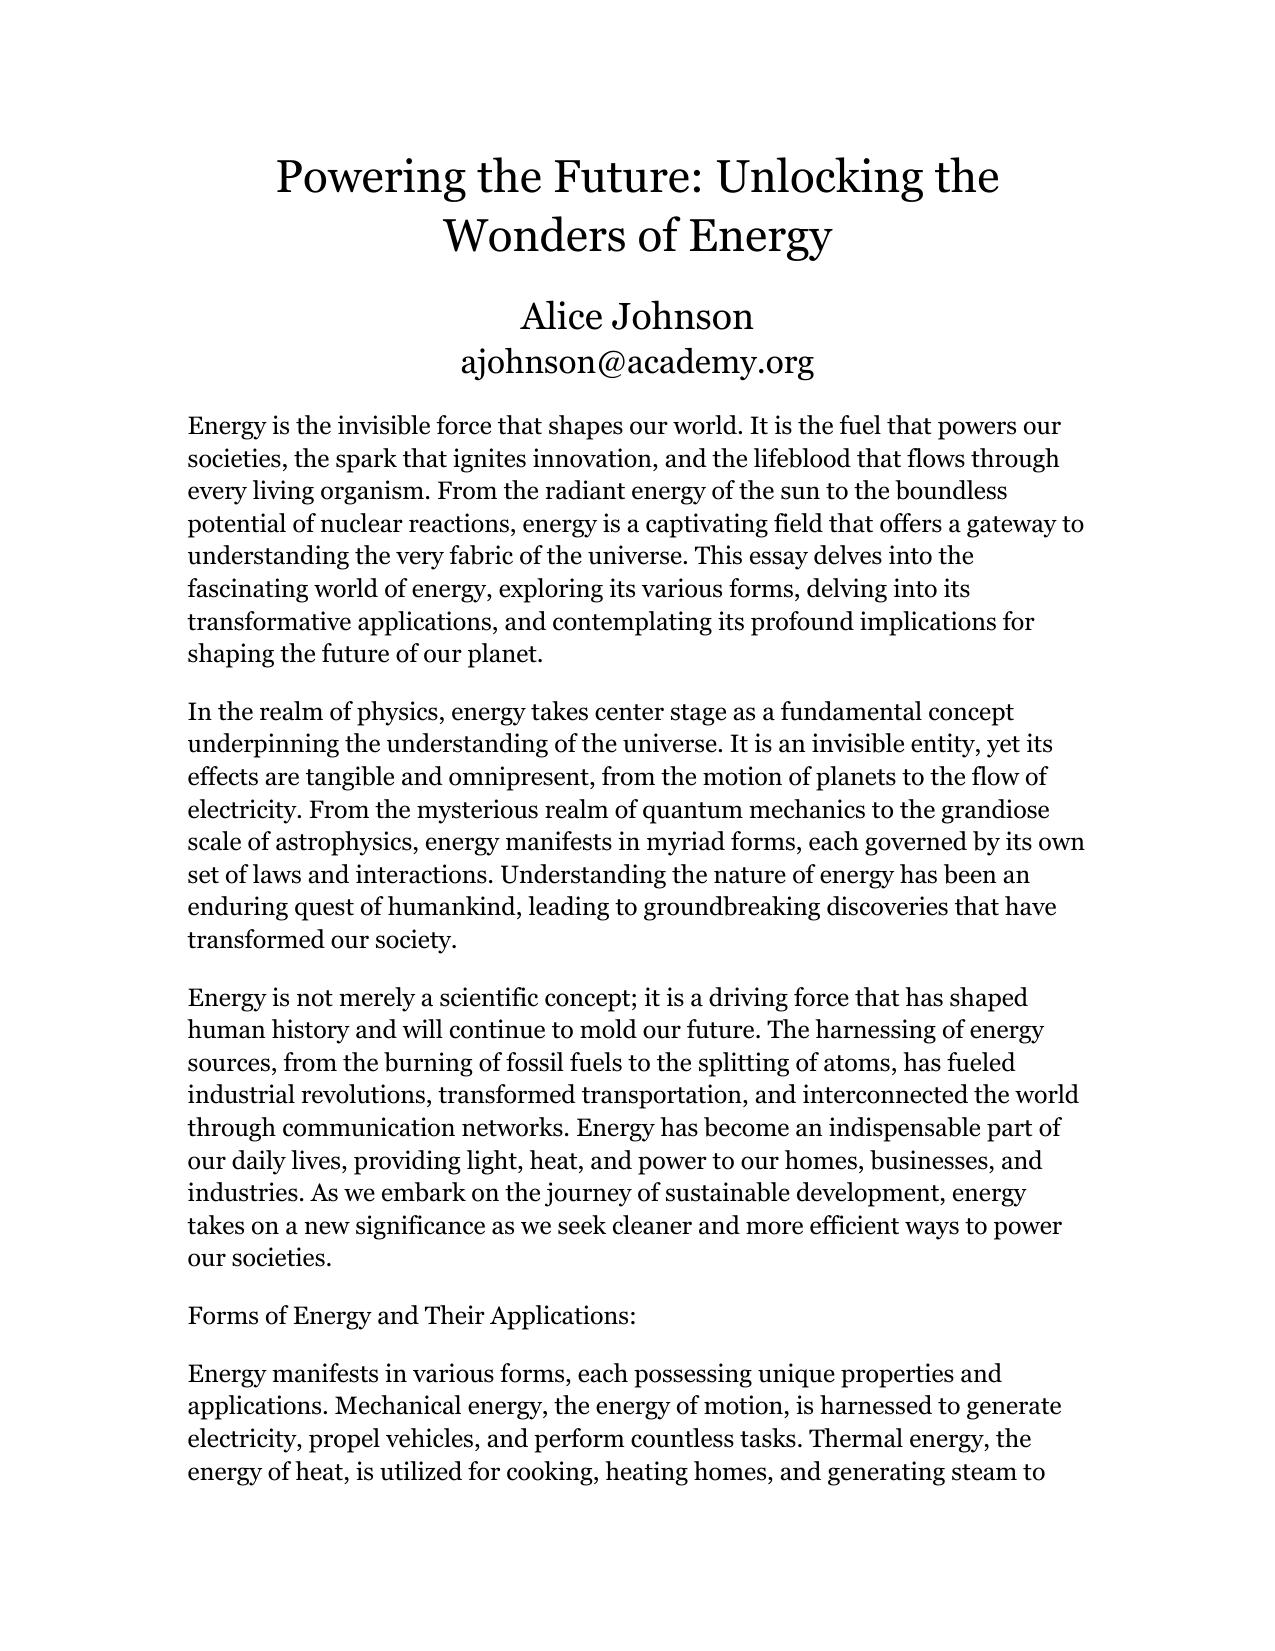 Powering the Future: Unlocking the
Wonders of Energy
Alice Johnson
ajohnson@academy.org
Energy is the invisible force that shapes our world. It is the fuel that powers our
societies, the spark that ignites innovation, and the lifeblood that flows through
every living organism. From the radiant energy of the sun to the boundless
potential of nuclear reactions, energy is a captivating field that offers a gateway to
understanding the very fabric of the universe. This essay delves into the
fascinating world of energy, exploring its various forms, delving into its
transformative applications, and contemplating its profound implications for
shaping the future of our planet.
In the realm of physics, energy takes center stage as a fundamental concept
underpinning the understanding of the universe. It is an invisible entity, yet its
effects are tangible and omnipresent, from the motion of planets to the flow of
electricity. From the mysterious realm of quantum mechanics to the grandiose
scale of astrophysics, energy manifests in myriad forms, each governed by its own
set of laws and interactions. Understanding the nature of energy has been an
enduring quest of humankind, leading to groundbreaking discoveries that have
transformed our society.
Energy is not merely a scientific concept; it is a driving force that has shaped
human history and will continue to mold our future. The harnessing of energy
sources, from the burning of fossil fuels to the splitting of atoms, has fueled
industrial revolutions, transformed transportation, and interconnected the world
through communication networks. Energy has become an indispensable part of
our daily lives, providing light, heat, and power to our homes, businesses, and
industries. As we embark on the journey of sustainable development, energy
takes on a new significance as we seek cleaner and more efficient ways to power
our societies.
Forms of Energy and Their Applications:
Energy manifests in various forms, each possessing unique properties and
applications. Mechanical energy, the energy of motion, is harnessed to generate
electricity, propel vehicles, and perform countless tasks. Thermal energy, the
energy of heat, is utilized for cooking, heating homes, and generating steam to